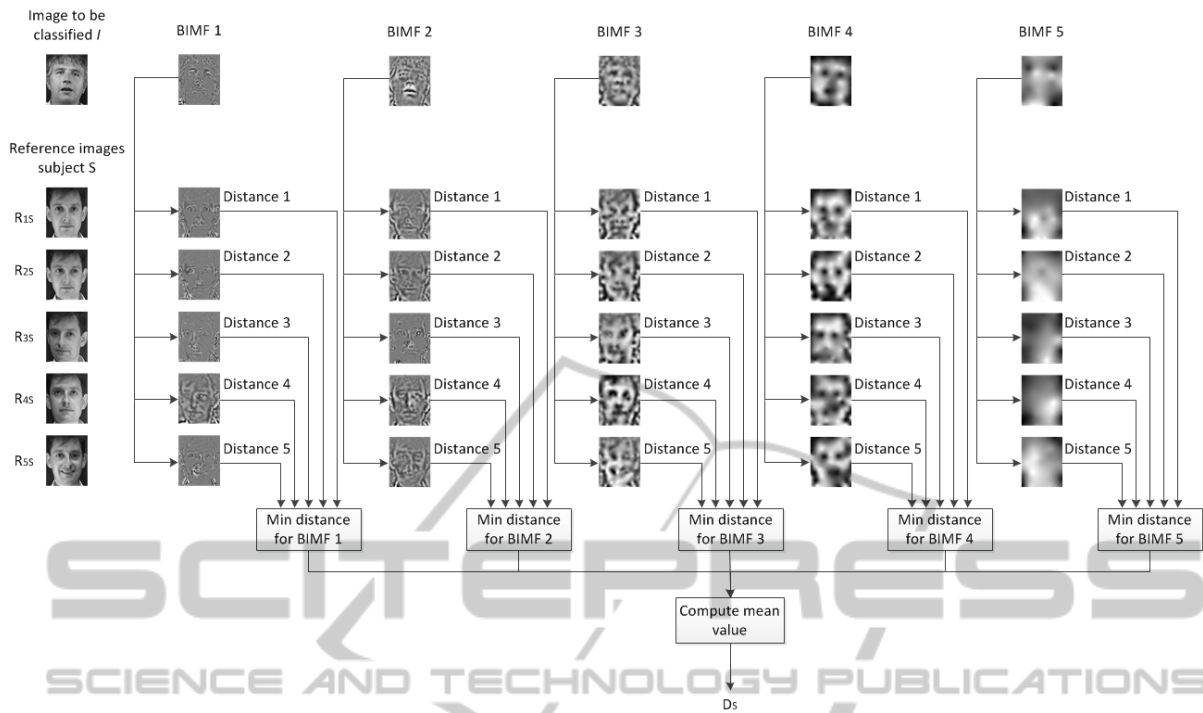 Image to be
classified I
BIMF 1
BIMF 2
BIMF 3
BIMF 4
BIMF 5
Reference images
subject S
R1S
Distance 1
Distance 1
Distance 1
Distance 1
Distance 1
R2S
Distance 2
Distance 2
Distance 2
Distance 2
Distance 2
R3S
Distance 3
Distance 3
Distance 3
Distance 3
Distance 3
R4S
Distance 4
Distance 4
Distance 4
Distance 4
Distance 4
R5S
Distance 5
Distance 5
Distance 5
Distance 5
Distance 5
Min distance
for BIMF 1
Min distance
for BIMF 2
Min distance
for BIMF 3
Min distance
for BIMF 4
Min distance
for BIMF 5
SCITEPRESS
Compute mean
value
SCIENCE AND TECHNOLOGY PUBLICATIONS
DS